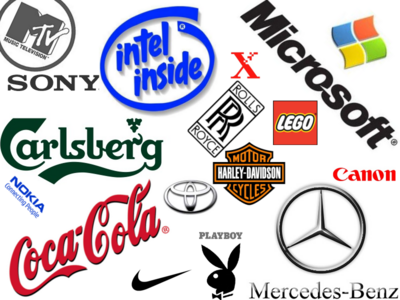 MTV
MUSIC TELEVISION®
SONY
intel®
inside
X
Microsoft®
ROLLS
RR
ROYCE
LEGO
Carlsberg
MOTOR
HARLEY-DAVIDSON
CYCLES
Canon
NOKIA
Connecting People
Coca-Cola®
PLAYBOY
Mercedes-Benz